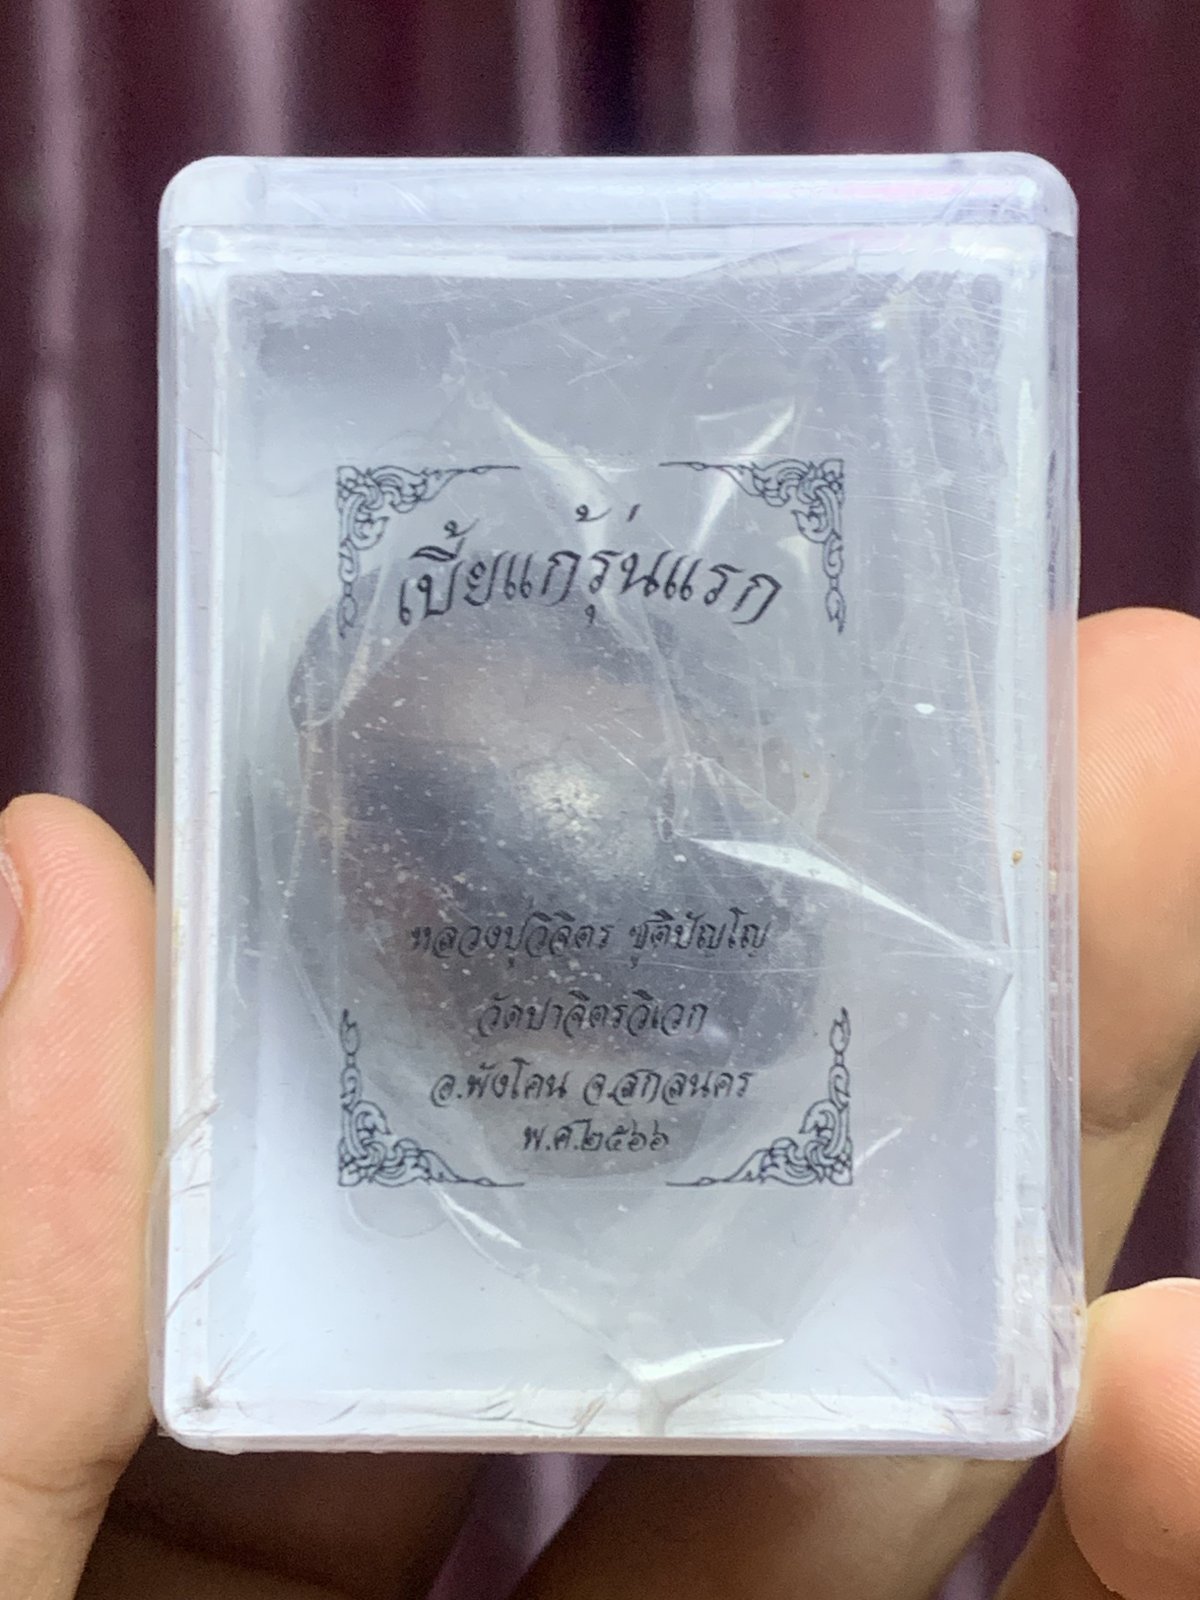 เบี้ยแก้รุ่นแรก
หลวงปู่วิจิตร ชุติปัญโญ
วัดป่าจิตรวิเวก
อ.พังโคน จ.สกลนคร
พ.ศ.๒๕๖๖